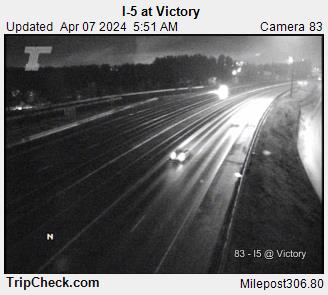 I-5 at Victory
Updated Apr 07 2024 5:51 AM Camera 83
T
N
83 - I5 @ Victory
TripCheck.com Milepost306.80